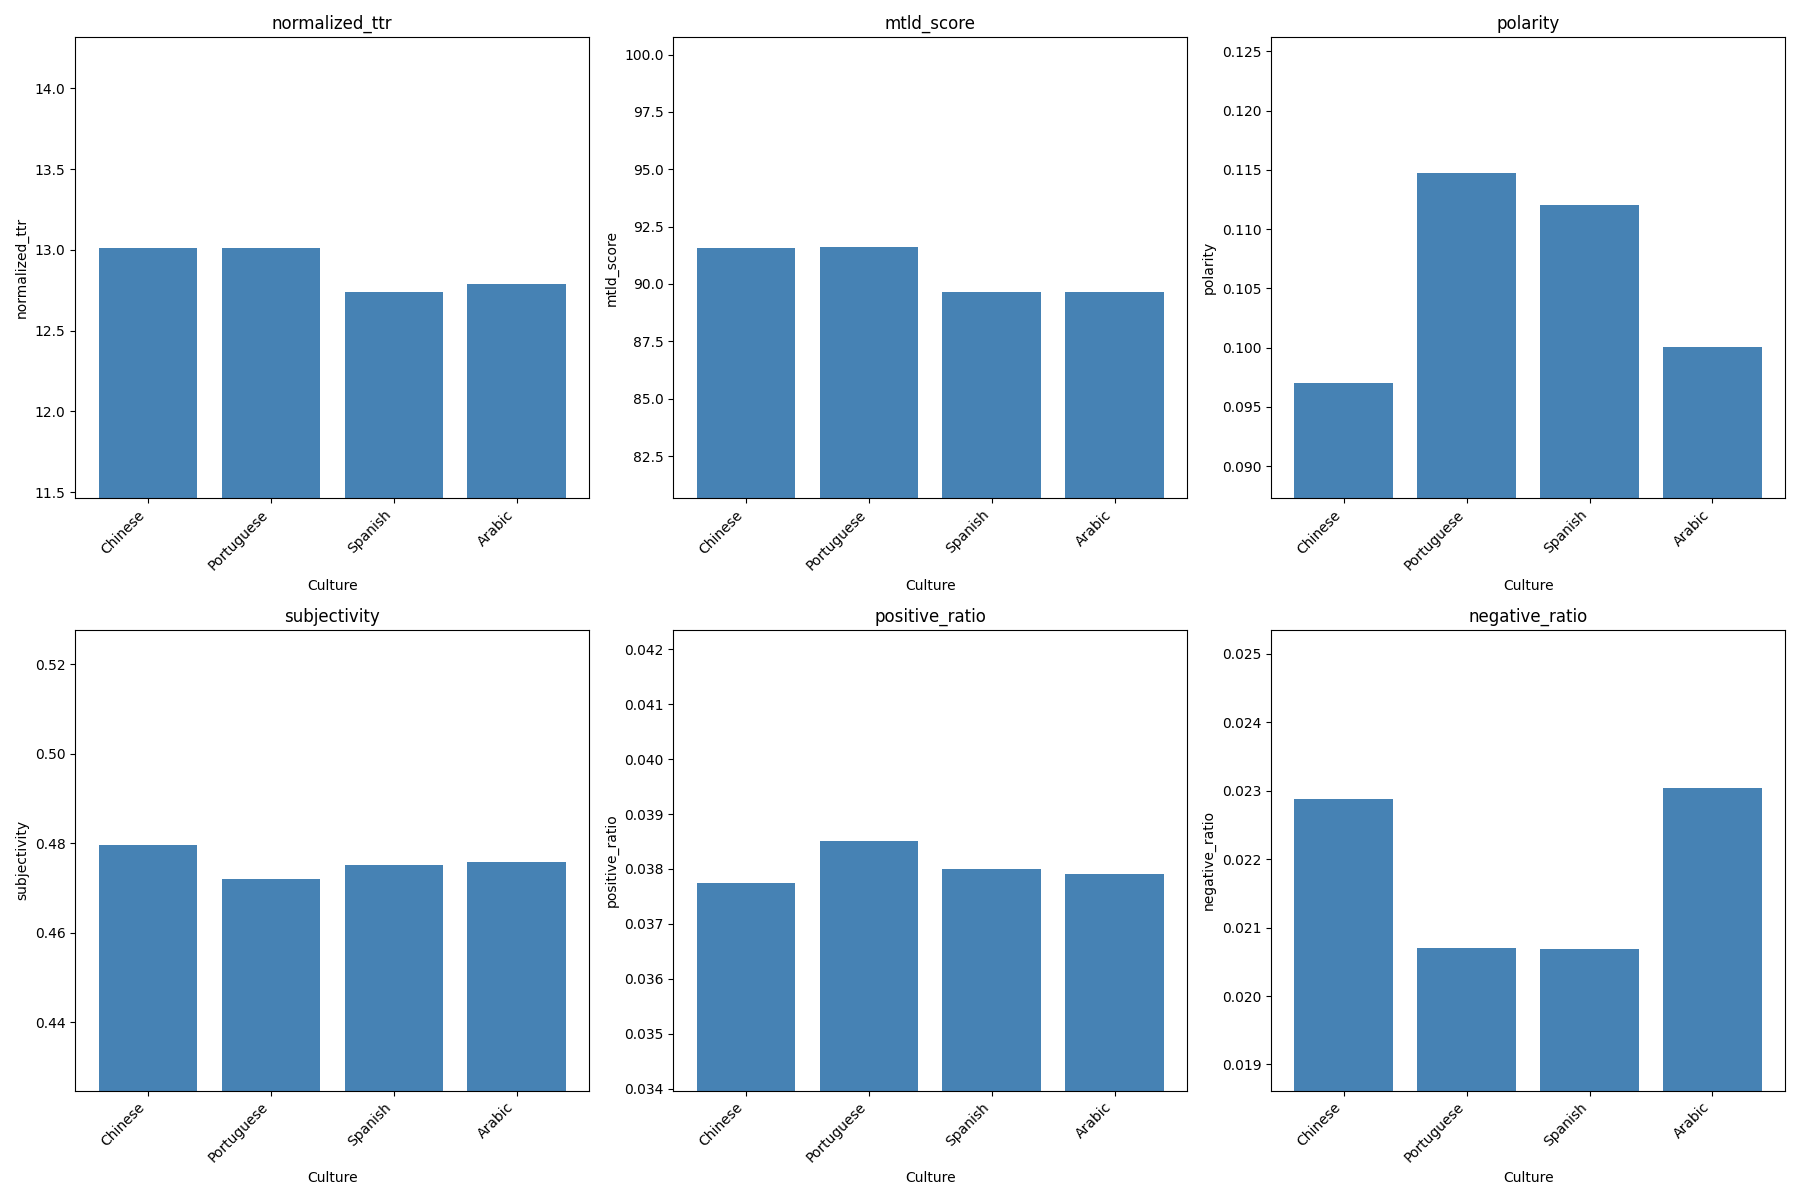 normalized_ttr
14.0
13.5
13.0
12.5
12.0
11.5
normalized_ttr
Chinese
Portuguese
Spanish
Arabic
Culture
mtld_score
100.0
97.5
95.0
92.5
90.0
87.5
85.0
82.5
mtld_score
Chinese
Portuguese
Spanish
Arabic
Culture
polarity
0.125
0.120
0.115
0.110
0.105
0.100
0.095
0.090
polarity
Chinese
Portuguese
Spanish
Arabic
Culture
subjectivity
0.52
0.50
0.48
0.46
0.44
subjectivity
Chinese
Portuguese
Spanish
Arabic
Culture
positive_ratio
0.042
0.041
0.040
0.039
0.038
0.037
0.036
0.035
0.034
positive_ratio
Chinese
Portuguese
Spanish
Arabic
Culture
negative_ratio
0.025
0.024
0.023
0.022
0.021
0.020
0.019
negative_ratio
Chinese
Portuguese
Spanish
Arabic
Culture